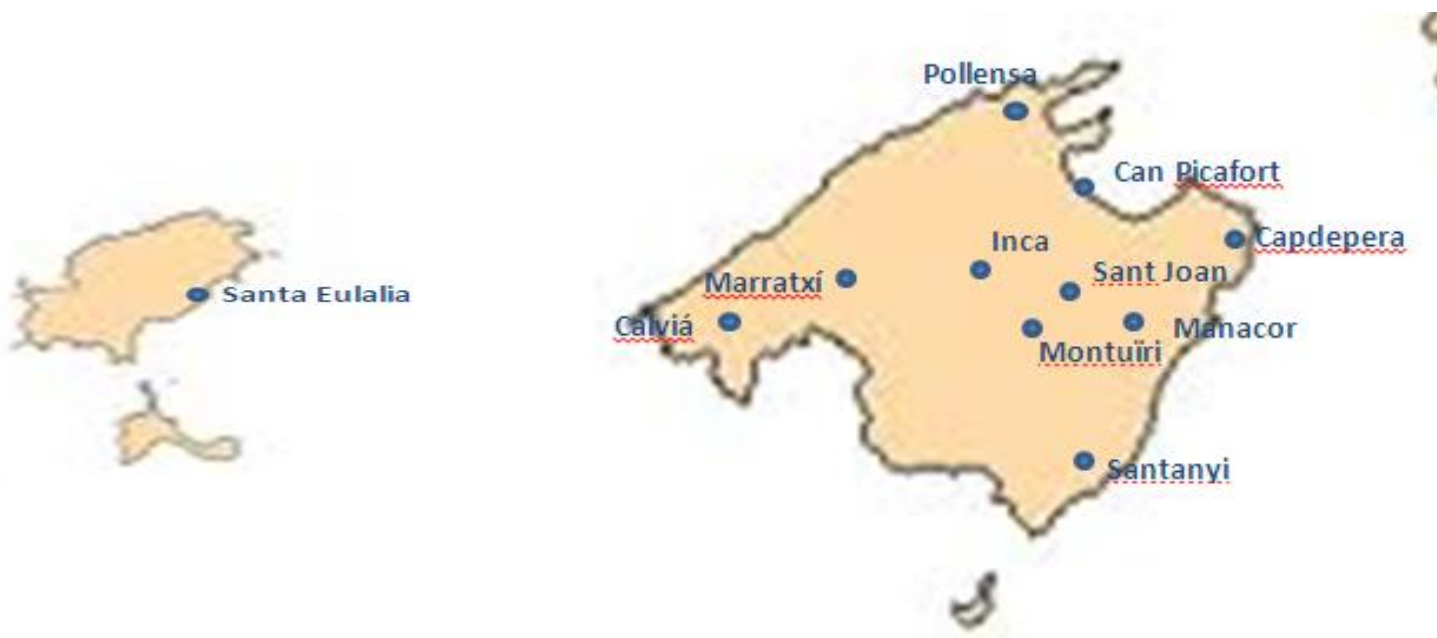 Pollensa
Can Picafort
Inca
Capdepera
Marratxí
Sant Joan
Santa Eulalia
Calviá
Manacor
Montuïri
Santanyi